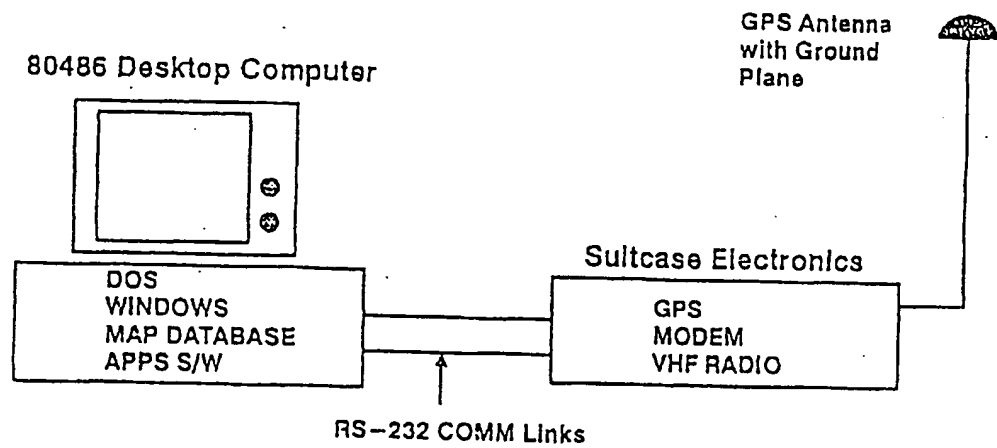 GPS Antenna
with Ground
Plane
80486 Desktop Computer
DOS
WINDOWS
MAP DATABASE
APPS S/W
Suitcase Electronics
GPS
MODEM
VHF RADIO
RS-232 COMM Links